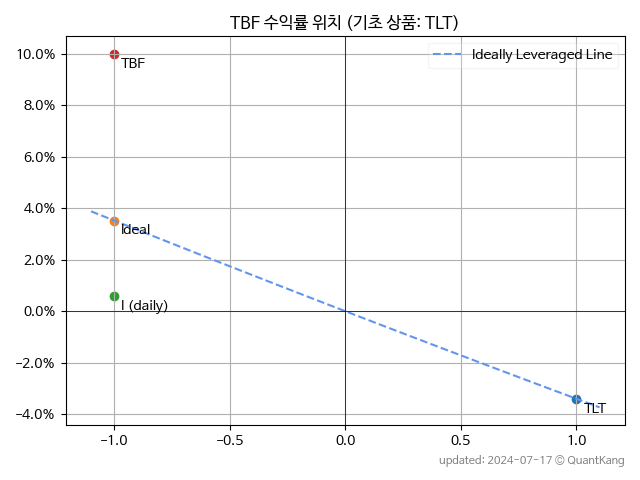 TBF 수익률 위치 (기초 상품: TLT)
Ideally Leveraged Line
10.0%
8.0%
6.0%
4.0%
2.0%
0.0%
−2.0%
−4.0%
TBF
Ideal
I (daily)
TLT
−1.0 −0.5 0.0 0.5 1.0
updated: 2024-07-17 © QuantKang